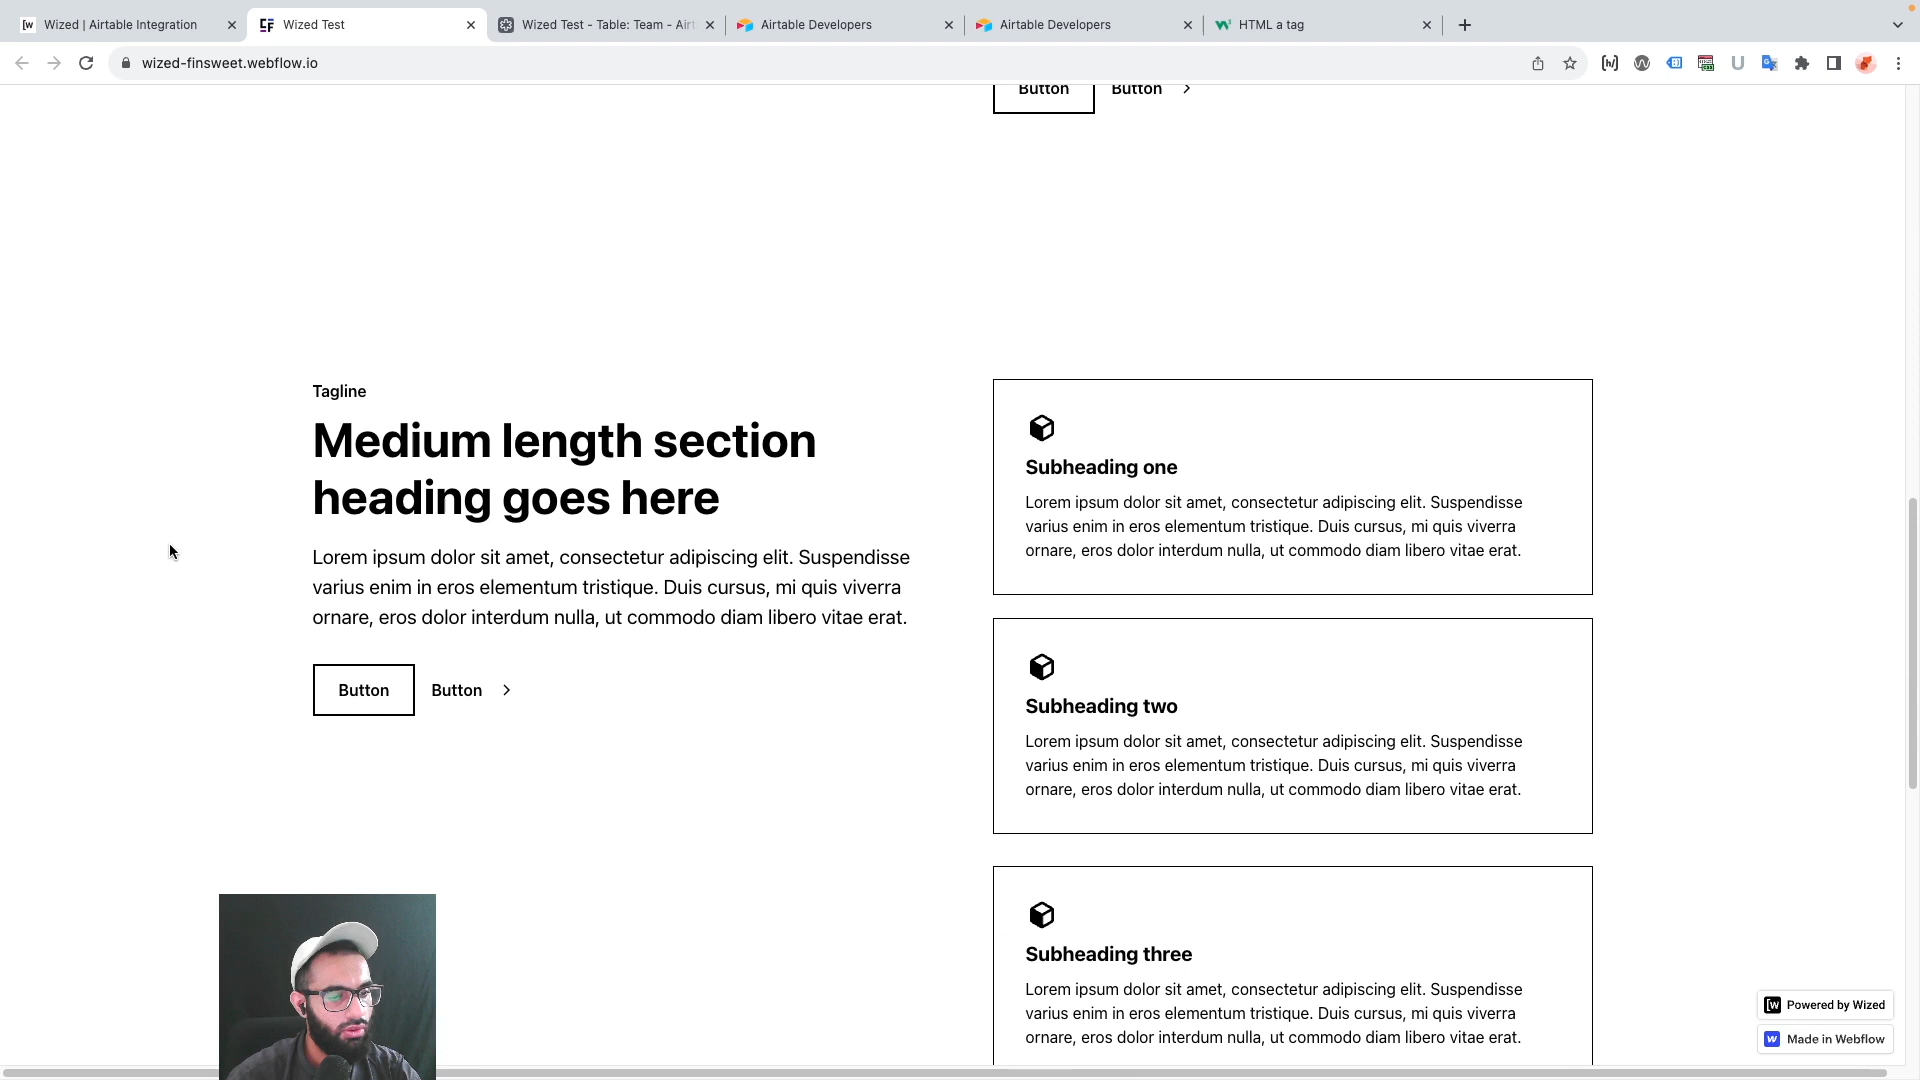 Wized | Airtable Integration
Wized Test
Wized Test - Table: Team - Airt
Airtable Developers
Airtable Developers
HTML a tag
wized-finsweet.webflow.io
Button
Button
Tagline
Medium length section
heading goes here
Lorem ipsum dolor sit amet, consectetur adipiscing elit. Suspendisse
varius enim in eros elementum tristique. Duis cursus, mi quis viverra
ornare, eros dolor interdum nulla, ut commodo diam libero vitae erat.
Button
Button
Subheading one
Lorem ipsum dolor sit amet, consectetur adipiscing elit. Suspendisse
varius enim in eros elementum tristique. Duis cursus, mi quis viverra
ornare, eros dolor interdum nulla, ut commodo diam libero vitae erat.
Subheading two
Lorem ipsum dolor sit amet, consectetur adipiscing elit. Suspendisse
varius enim in eros elementum tristique. Duis cursus, mi quis viverra
ornare, eros dolor interdum nulla, ut commodo diam libero vitae erat.
Subheading three
Lorem ipsum dolor sit amet, consectetur adipiscing elit. Suspendisse
varius enim in eros elementum tristique. Duis cursus, mi quis viverra
ornare, eros dolor interdum nulla, ut commodo diam libero vitae erat.
Powered by Wized
Made in Webflow